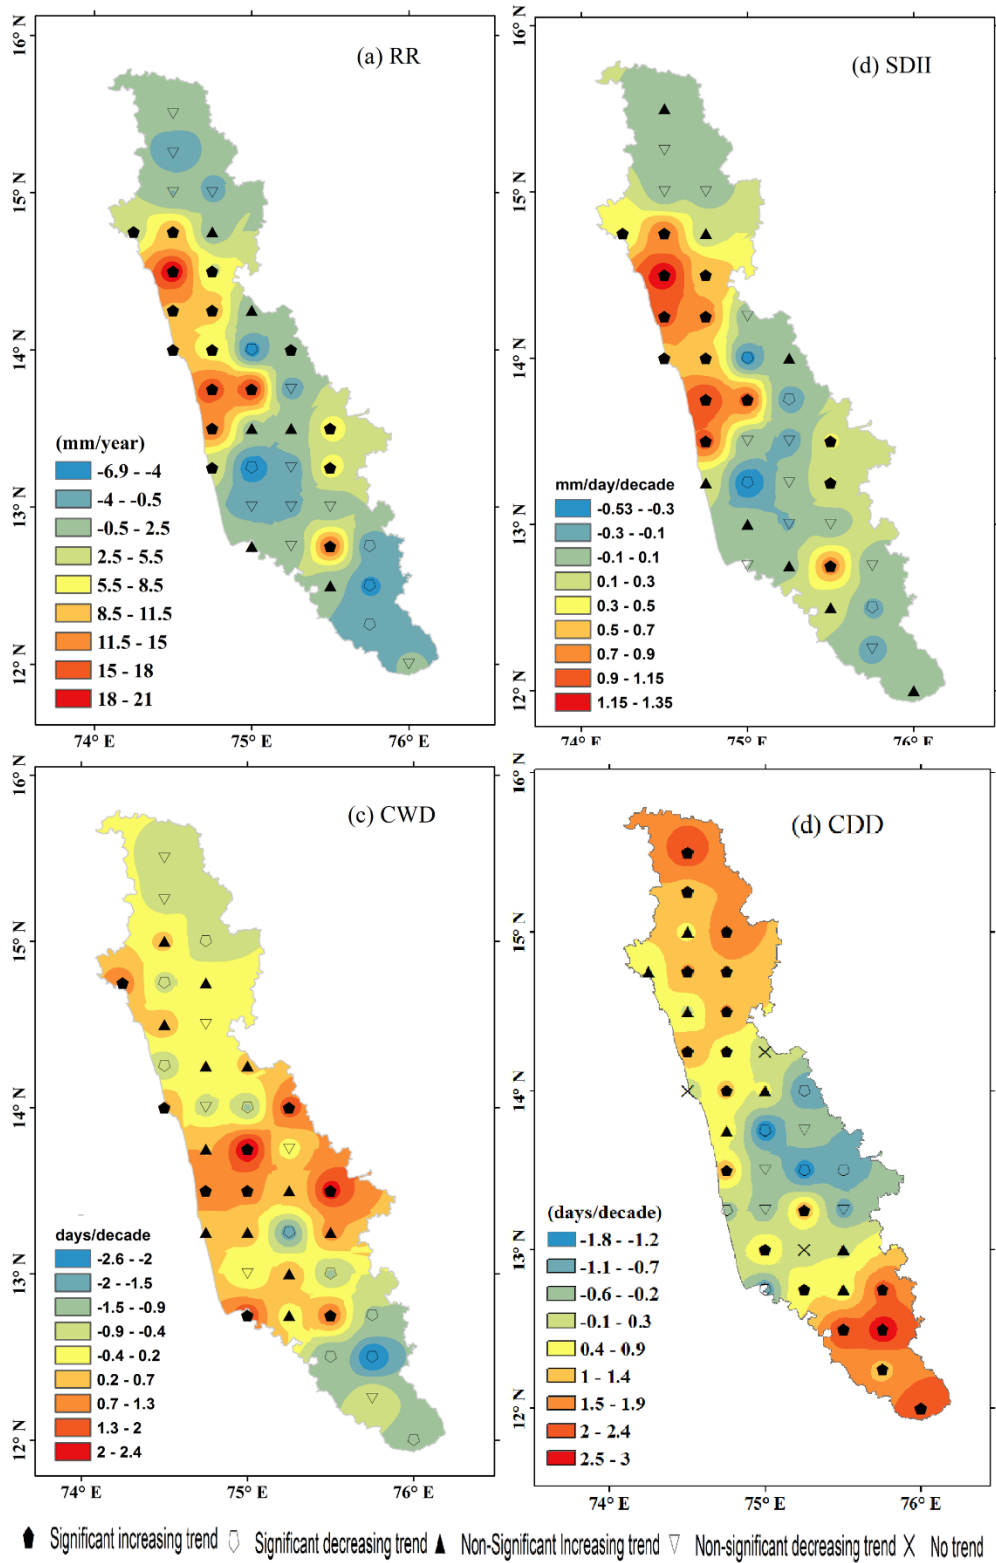 (a) RR
16° N
15° N
14° N
13° N
12° N
(mm/year)
-6.9 - -4
-4 - -0.5
-0.5 - 2.5
2.5 - 5.5
5.5 - 8.5
8.5 - 11.5
11.5 - 15
15 - 18
18 - 21
74° E 75° E 76° E
(d) SDII
16° N
15° N
14° N
13° N
12° N
mm/day/decade
-0.53 - -0.3
-0.3 - -0.1
-0.1 - 0.1
0.1 - 0.3
0.3 - 0.5
0.5 - 0.7
0.7 - 0.9
0.9 - 1.15
1.15 - 1.35
74° E 75° E 76° E
(c) CWD
16° N
15° N
14° N
13° N
12° N
days/decade
-2.6 - -2
-2 - -1.5
-1.5 - -0.9
-0.9 - -0.4
-0.4 - 0.2
0.2 - 0.7
0.7 - 1.3
1.3 - 2
2 - 2.4
74° E 75° E 76° E
(d) CDD
16° N
15° N
14° N
13° N
12° N
(days/decade)
-1.8 - -1.2
-1.1 - -0.7
-0.6 - -0.2
-0.1 - 0.3
0.4 - 0.9
1 - 1.4
1.5 - 1.9
2 - 2.4
2.5 - 3
74° E 75° E 76° E
Significant increasing trend Significant decreasing trend Non-Significant Increasing trend Non-significant decreasing trend No trend